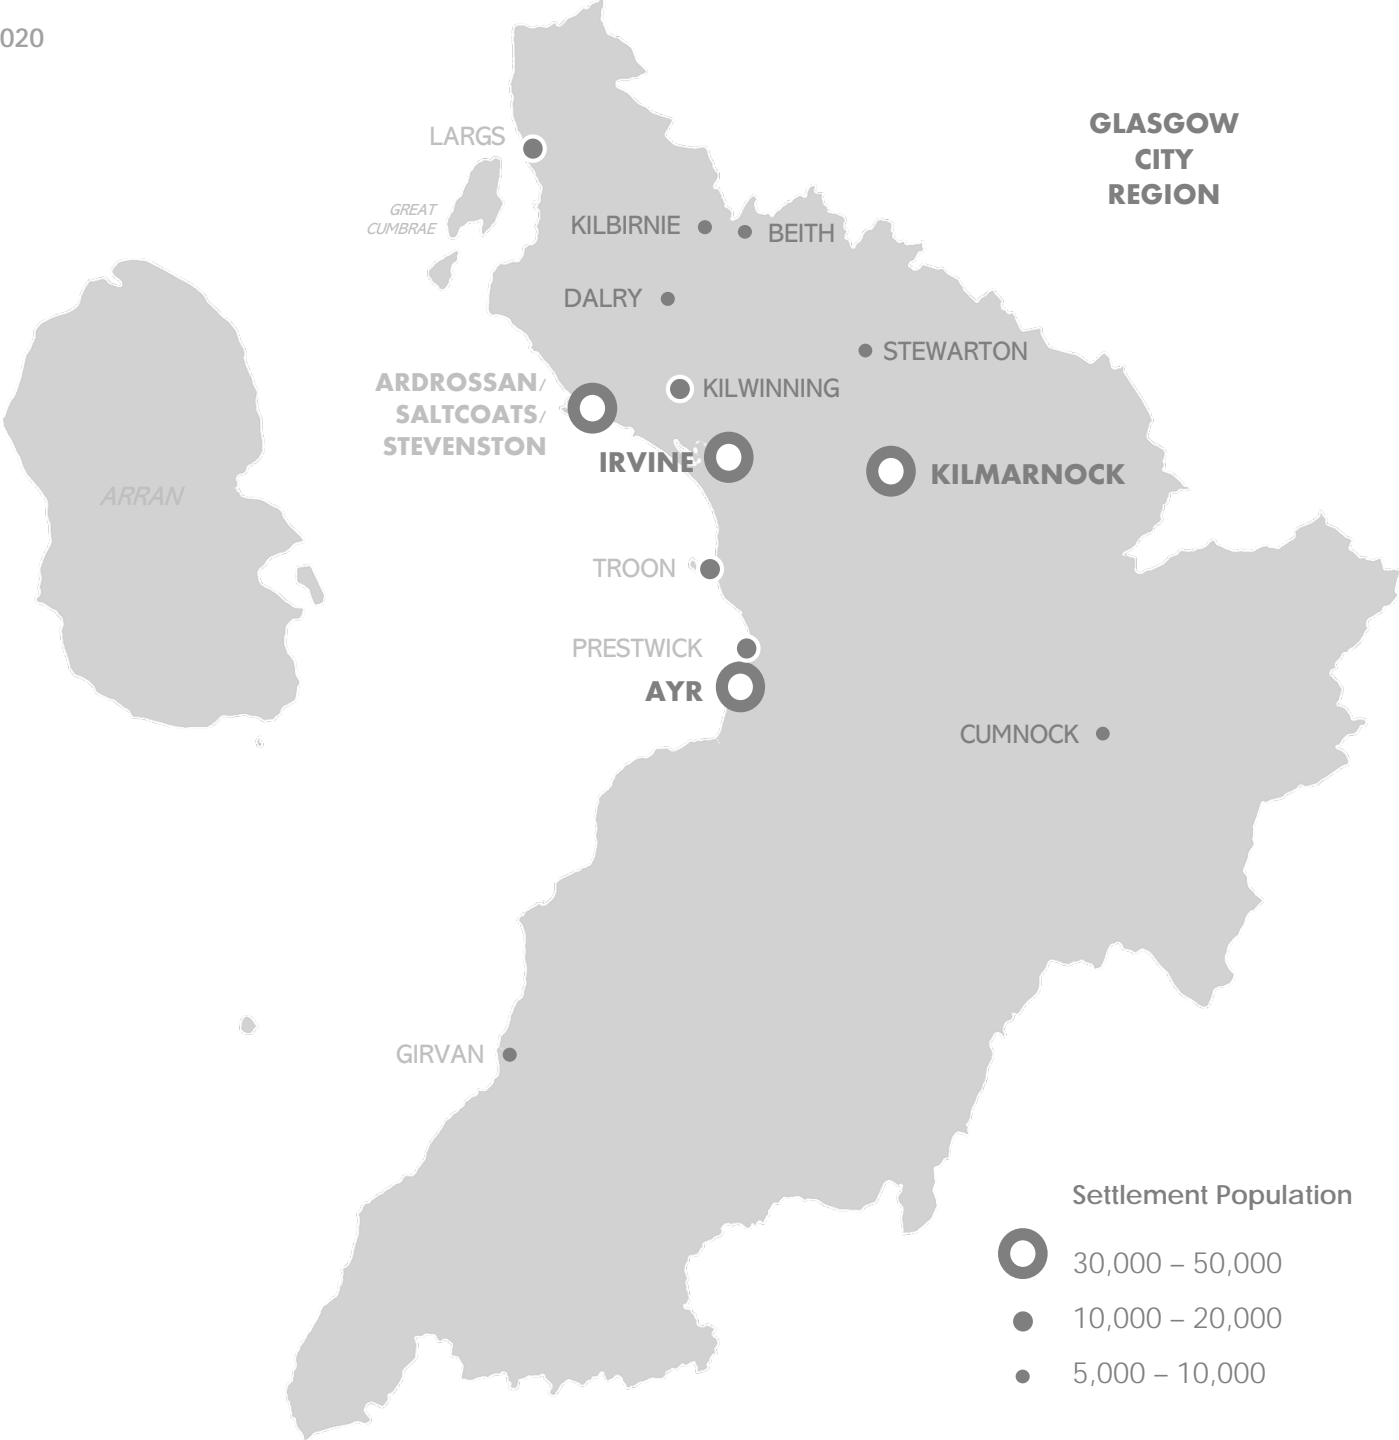 020
GLASGOW
CITY
REGION
LARGS
GREAT
CUMBRAE
KILBIRNIE
BEITH
DALRY
STEWARTON
ARDROSSAN/
SALTCOATS/
STEVENSTON
KILWINNING
IRVINE
KILMARNOCK
ARRAN
TROON
PRESTWICK
AYR
CUMNOCK
GIRVAN
Settlement Population
30,000 – 50,000
10,000 – 20,000
5,000 – 10,000